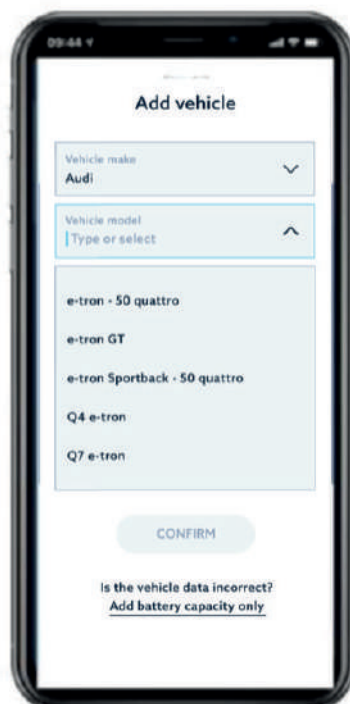 09:44
Add vehicle
Vehicle make
Audi
Vehicle model
Type or select
e-tron - 50 quattro
e-tron GT
e-tron Sportback - 50 quattro
Q4 e-tron
Q7 e-tron
CONFIRM
Is the vehicle data incorrect?
Add battery capacity only